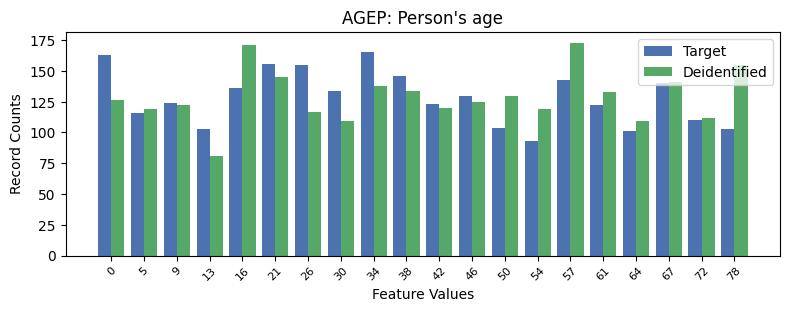 AGEP: Person's age
Record Counts
175
150
125
100
75
50
25
0
Target
Deidentified
0 5 9 13 16 21 26 30 34 38 42 46 50 54 57 61 64 67 72 78
Feature Values